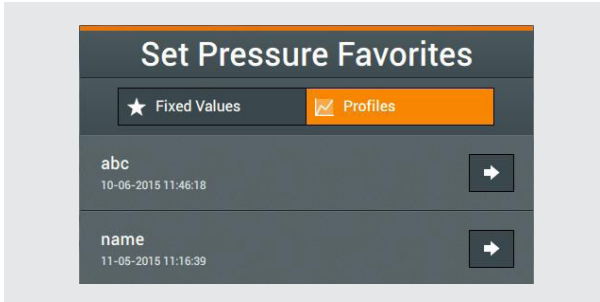 Set Pressure Favorites
Fixed Values
Profiles
abc
10-06-2015 11:46:18
name
11-05-2015 11:16:39